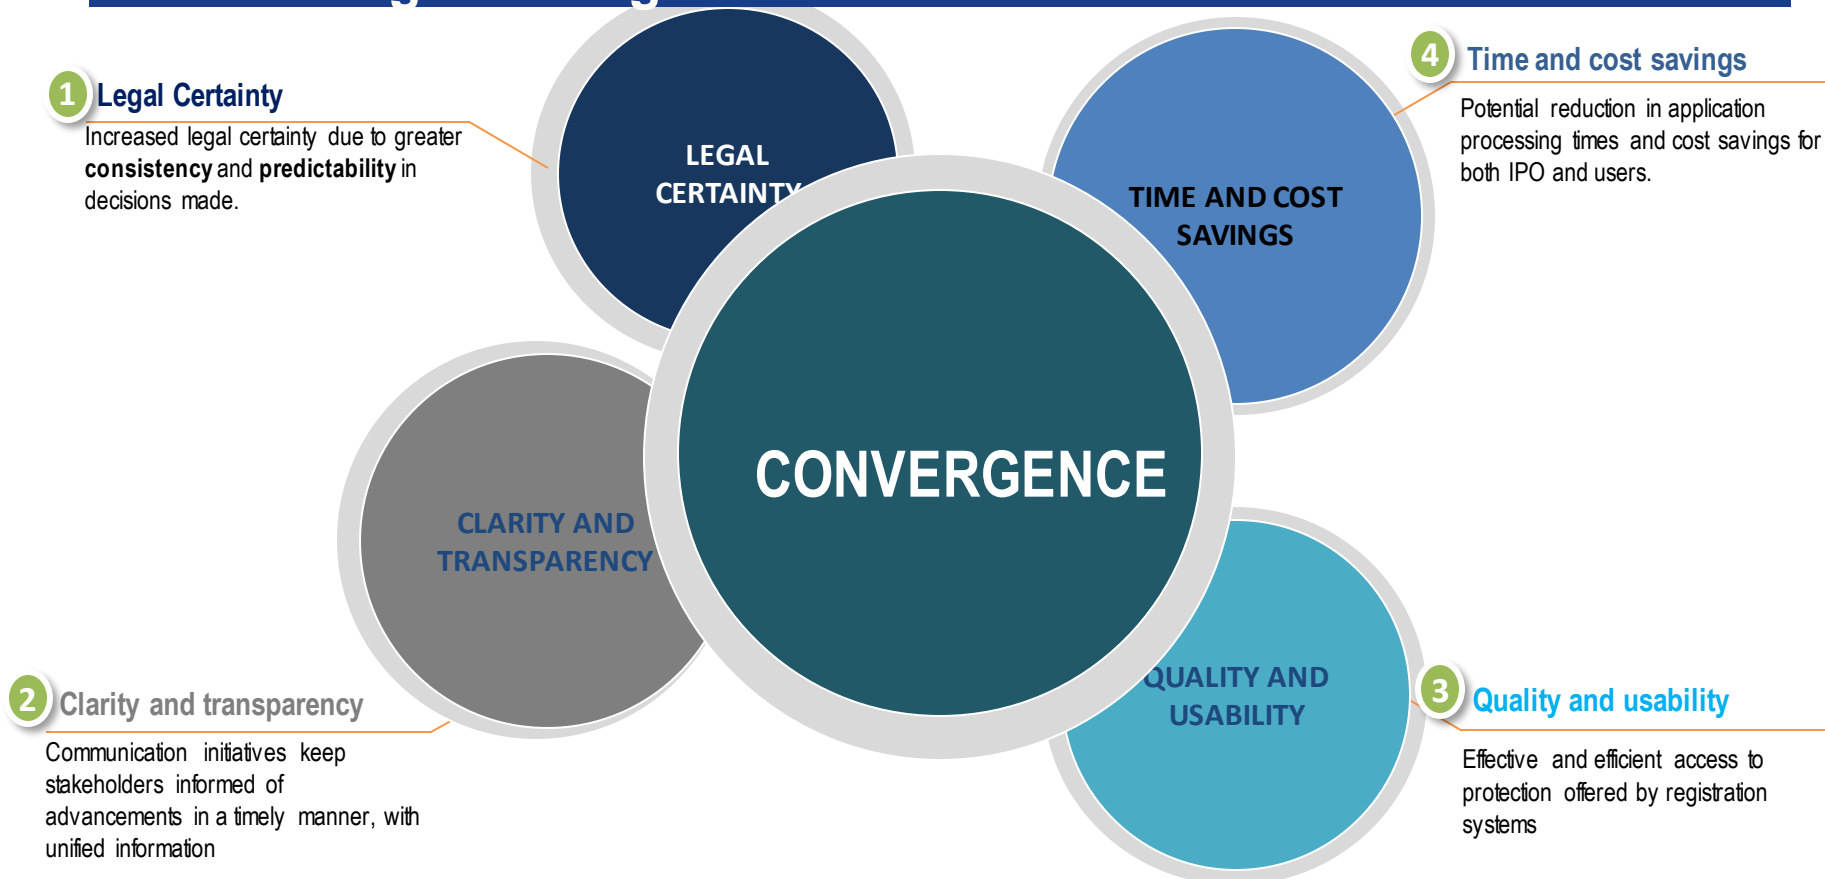 1
Legal Certainty
Increased legal certainty due to greater
consistency and predictability in
decisions made.
LEGAL
CERTAINTY
TIME AND COST
SAVINGS
4
Time and cost savings
Potential reduction in application
processing times and cost savings for
both IPO and users.
CONVERGENCE
CLARITY AND
TRANSPARENCY
QUALITY AND
USABILITY
2
Clarity and transparency
Communication initiatives keep
stakeholders informed of
advancements in a timely manner, with
unified information
3
Quality and usability
Effective and efficient access to
protection offered by registration
systems